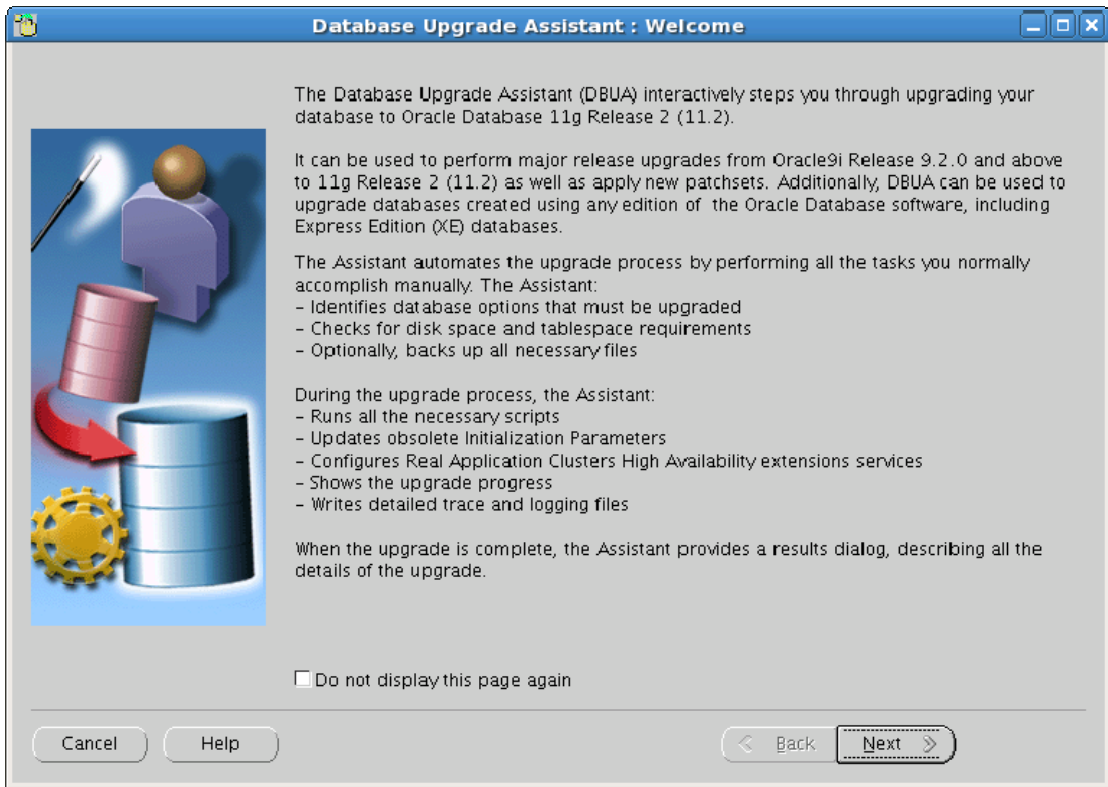 Database Upgrade Assistant : Welcome
The Database Upgrade Assistant (DBUA) interactively steps you through upgrading your
database to Oracle Database 11g Release 2 (11.2).
It can be used to perform major release upgrades from Oracle9i Release 9.2.0 and above
to 11g Release 2 (11.2) as well as apply new patchsets. Additionally, DBUA can be used to
upgrade databases created using any edition of the Oracle Database software, including
Express Edition (XE) databases.
The Assistant automates the upgrade process by performing all the tasks you normally
accomplish manually. The Assistant:
– Identifies database options that must be upgraded
– Checks for disk space and tablespace requirements
– Optionally, backs up all necessary files
During the upgrade process, the Assistant:
– Runs all the necessary scripts
– Updates obsolete Initialization Parameters
– Configures Real Application Clusters High Availability extensions services
– Shows the upgrade progress
– Writes detailed trace and logging files
When the upgrade is complete, the Assistant provides a results dialog, describing all the
details of the upgrade.
Do not display this page again
Cancel Help Back Next